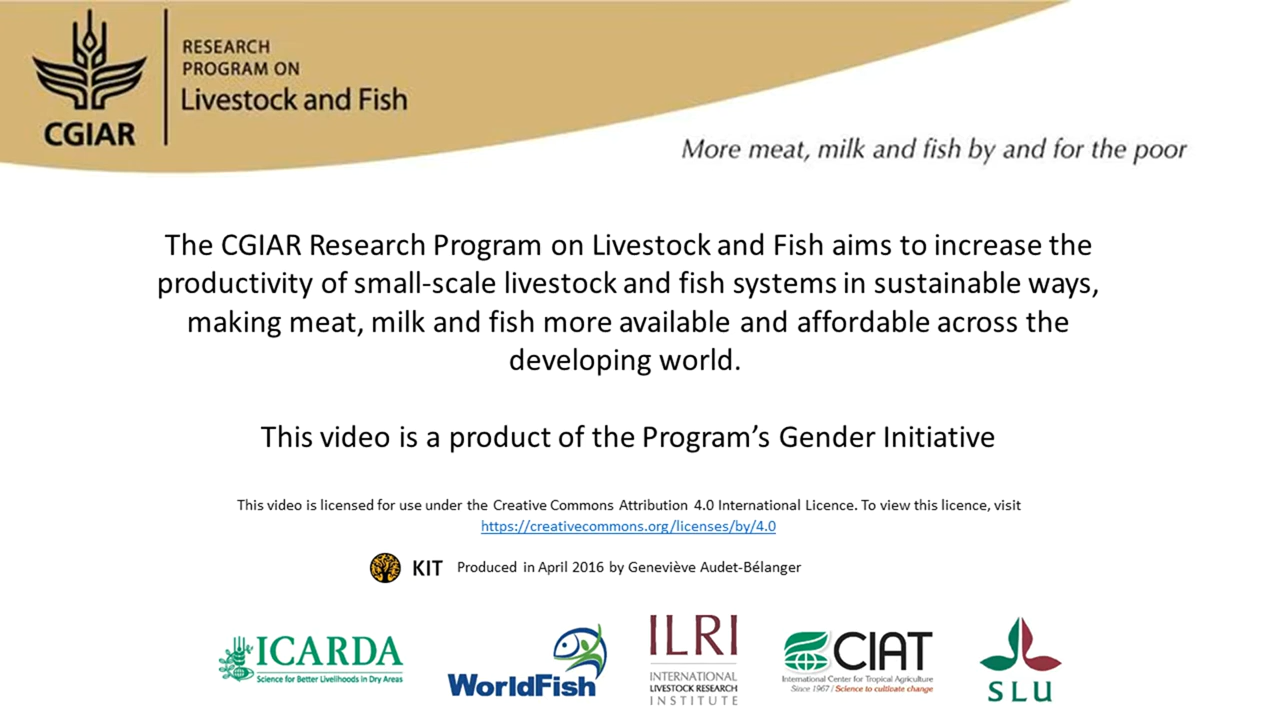 RESEARCH
PROGRAM ON
Livestock and Fish
CGIAR
More meat, milk and fish by and for the poor
The CGIAR Research Program on Livestock and Fish aims to increase the
productivity of small-scale livestock and fish systems in sustainable ways,
making meat, milk and fish more available and affordable across the
developing world.
This video is a product of the Program’s Gender Initiative
This video is licensed for use under the Creative Commons Attribution 4.0 International Licence. To view this licence, visit
https://creativecommons.org/licenses/by/4.0
KIT Produced in April 2016 by Geneviève Audet-Bélanger
ICARDA
Science for Better Livelihoods in Dry Areas
WorldFish
ILRI
INTERNATIONAL
LIVESTOCK RESEARCH
INSTITUTE
CIAT
International Center for Tropical Agriculture
Since 1967 / Science to cultivate change
SLU